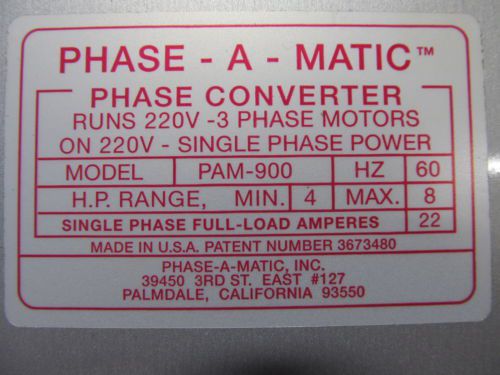 PHASE - A - MATIC™
PHASE CONVERTER
RUNS 220V -3 PHASE MOTORS
ON 220V - SINGLE PHASE POWER
MODEL PAM-900 HZ 60
H.P. RANGE, MIN. 4 MAX. 8
SINGLE PHASE FULL-LOAD AMPERES 22
MADE IN U.S.A. PATENT NUMBER 3673480
PHASE-A-MATIC, INC.
39450 3RD ST. EAST #127
PALMDALE, CALIFORNIA 93550